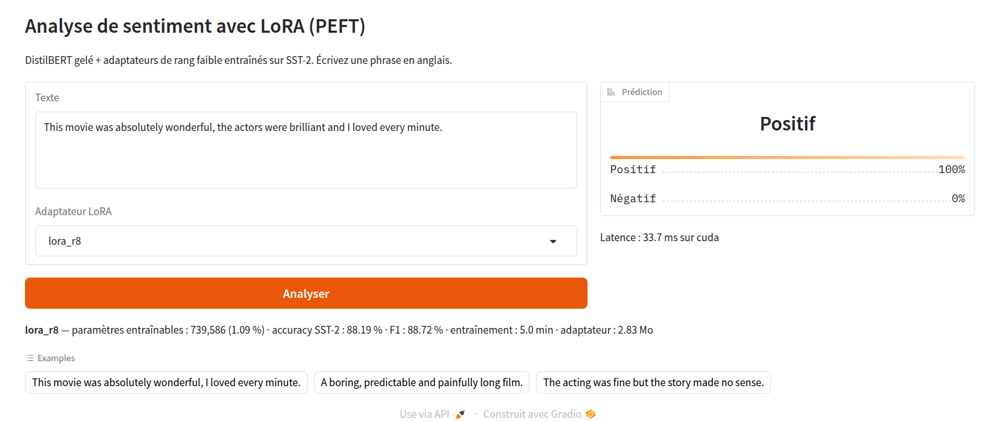 Analyse de sentiment avec LoRA (PEFT)
DistilBERT gelé + adaptateurs de rang faible entraînés sur SST-2. Écrivez une phrase en anglais.
Texte
This movie was absolutely wonderful, the actors were brilliant and I loved every minute.
Adaptateur LoRA
lora_r8
Analyser
Prédiction
Positif
Positif 100%
Négatif 0%
Latence : 33.7 ms sur cuda
lora_r8 — paramètres entraînables : 739,586 (1.09 %) · accuracy SST-2 : 88.19 % · F1 : 88.72 % · entraînement : 5.0 min · adaptateur : 2.83 Mo
Examples
This movie was absolutely wonderful, I loved every minute.
A boring, predictable and painfully long film.
The acting was fine but the story made no sense.
Use via API · Construit avec Gradio